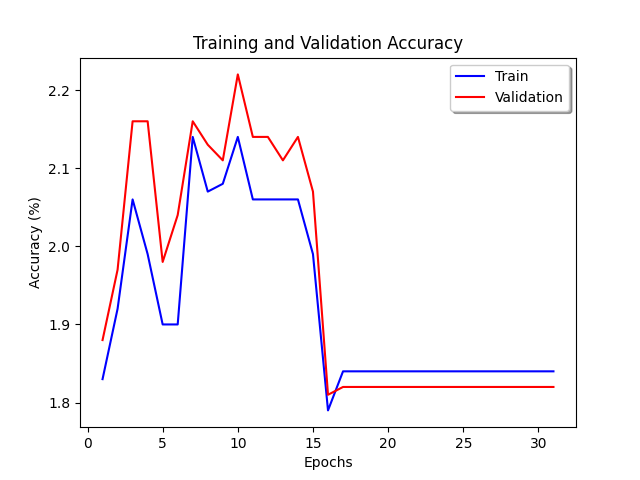 Training and Validation Accuracy
Train
Validation
Accuracy (%)
2.2
2.1
2.0
1.9
1.8
0 5 10 15 20 25 30
Epochs